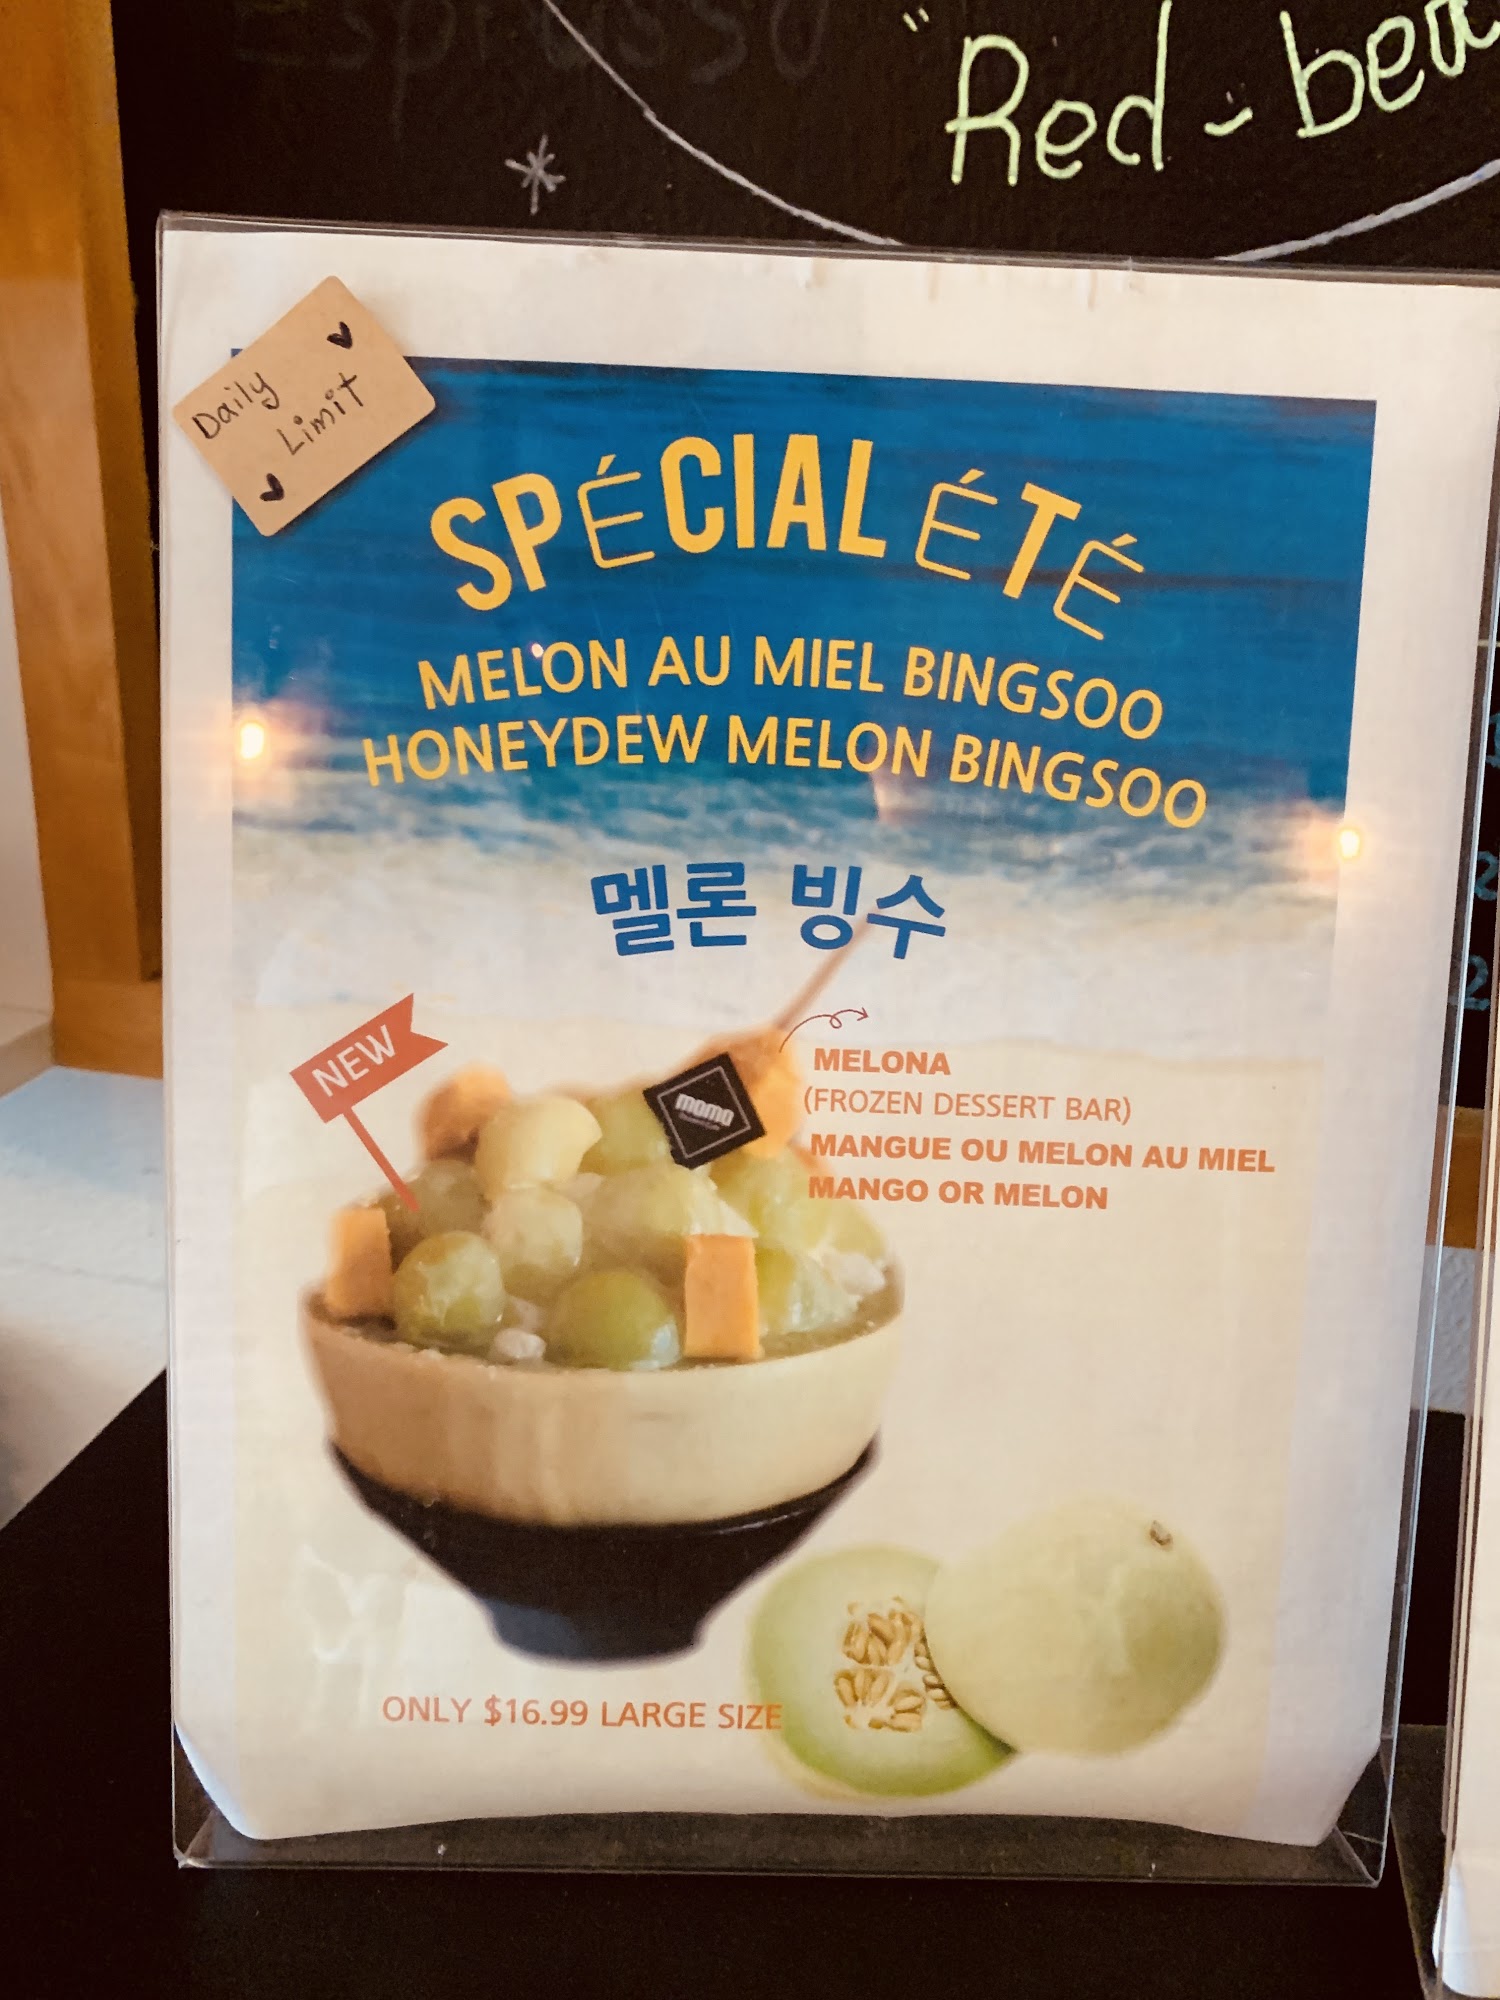 "Red-bea
Daily
Limit
SPÉCIAL ÉTÉ
MELON AU MIEL BINGSOO
HONEYDEW MELON BINGSOO
멜론 빙수
NEW
momo
MELONA
(FROZEN DESSERT BAR)
MANGUE OU MELON AU MIEL
MANGO OR MELON
ONLY $16.99 LARGE SIZE